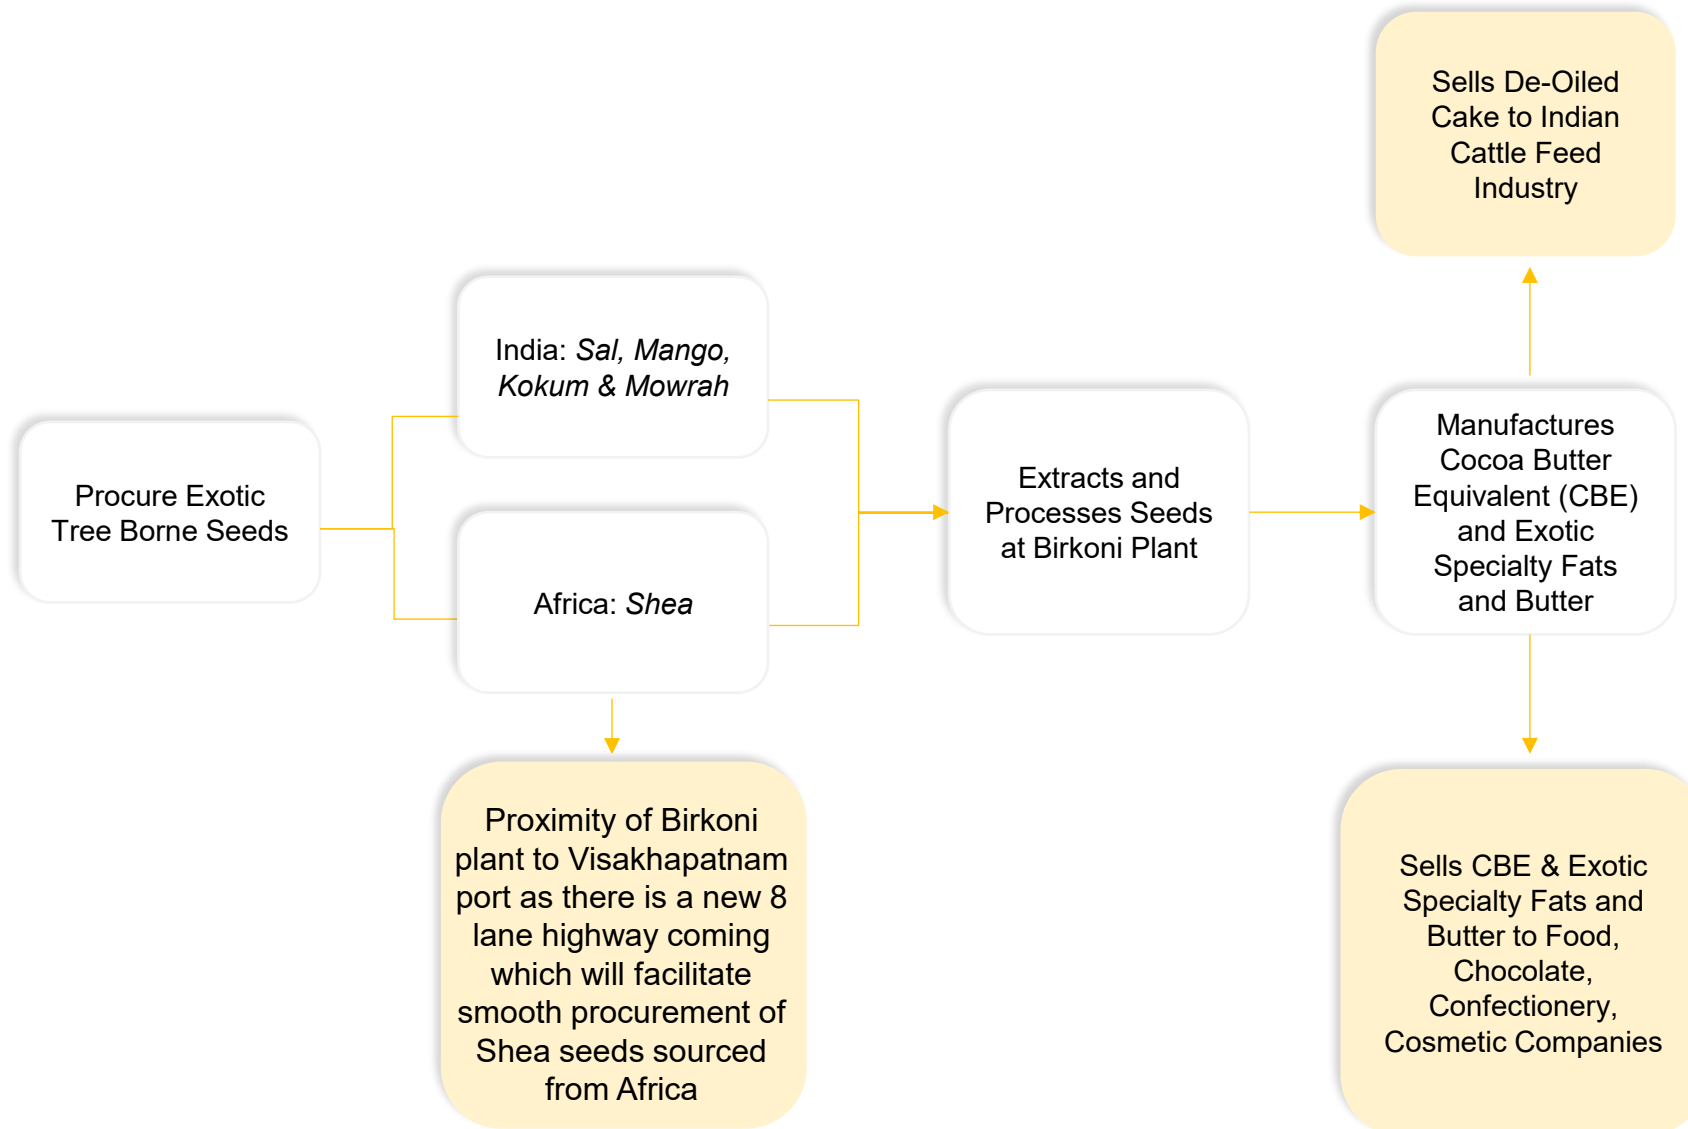 Procure Exotic
Tree Borne Seeds
India: Sal, Mango,
Kokum & Mowrah
Africa: Shea
Proximity of Birkoni
plant to Visakhapatnam
port as there is a new 8
lane highway coming
which will facilitate
smooth procurement of
Shea seeds sourced
from Africa
Extracts and
Processes Seeds
at Birkoni Plant
Sells De-Oiled
Cake to Indian
Cattle Feed
Industry
Manufactures
Cocoa Butter
Equivalent (CBE)
and Exotic
Specialty Fats
and Butter
Sells CBE & Exotic
Specialty Fats and
Butter to Food,
Chocolate,
Confectionery,
Cosmetic Companies